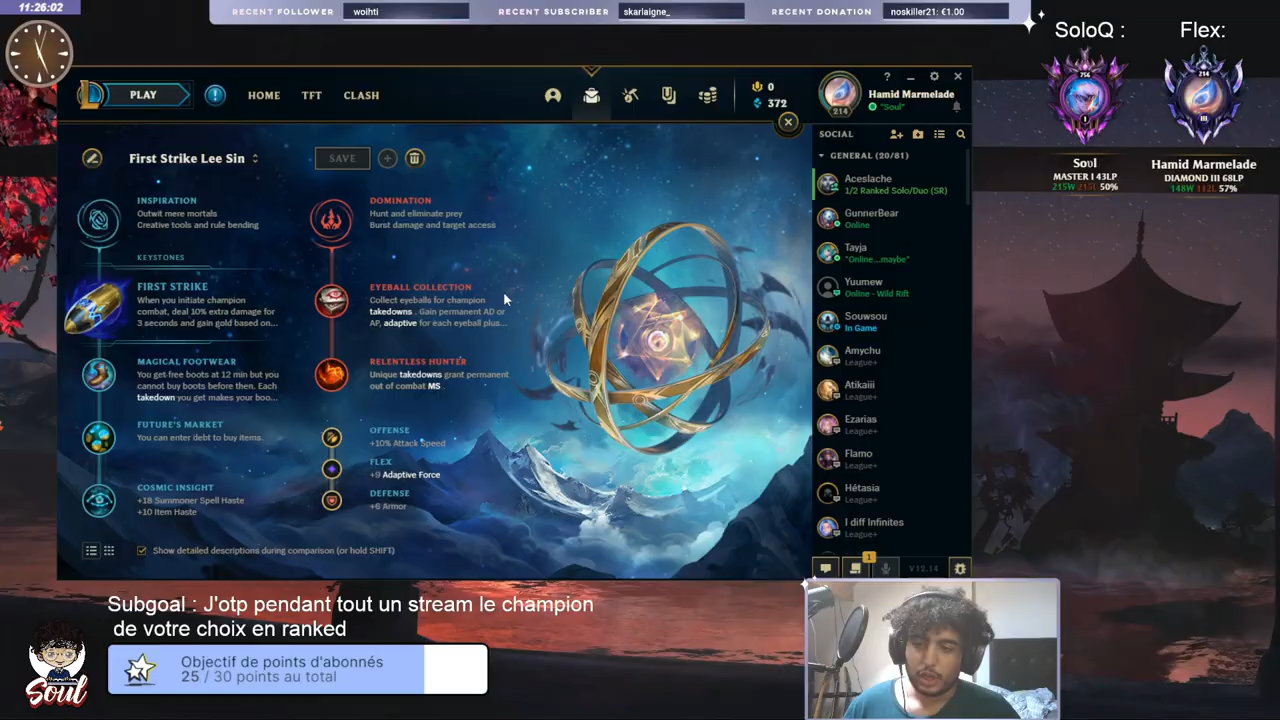 11:26:02
RECENT FOLLOWER woihti RECENT SUBSCRIBER skarlaigne_ RECENT DONATION noskiller21: €1.00
SoloQ : Flex:
756
I
214
III
Soul
MASTER I 43LP
215W 215L 50%
Hamid Marmelade
DIAMOND III 68LP
148W 112L 57%
PLAY
HOME TFT CLASH
0
372
214
Hamid Marmelade
"Soul"
First Strike Lee Sin
SAVE
INSPIRATION
Outwit mere mortals
Creative tools and rule bending
KEYSTONES
FIRST STRIKE
When you initiate champion
combat, deal 10% extra damage for
3 seconds and gain gold based on...
MAGICAL FOOTWEAR
You get free boots at 12 min but you
cannot buy boots before then. Each
takedown you get makes your boo...
FUTURE'S MARKET
You can enter debt to buy items.
COSMIC INSIGHT
+18 Summoner Spell Haste
+10 Item Haste
DOMINATION
Hunt and eliminate prey
Burst damage and target access
EYEBALL COLLECTION
Collect eyeballs for champion
takedowns . Gain permanent AD or
AP, adaptive for each eyeball plus...
RELENTLESS HUNTER
Unique takedowns grant permanent
out of combat MS
OFFENSE
+10% Attack Speed
FLEX
+9 Adaptive Force
DEFENSE
+6 Armor
Show detailed descriptions during comparison (or hold SHIFT)
SOCIAL
GENERAL (20/81)
Aceslache
1/2 Ranked Solo/Duo (SR)
GunnerBear
Online
Tayja
"Online...maybe"
Yuumew
Online - Wild Rift
Souwsou
In Game
Amychu
League+
Atikaiii
League+
Ezarias
League+
Flamo
League+
Hétasia
League+
I diff Infinites
League+
1
V12.14
Subgoal : J'otp pendant tout un stream le champion
de votre choix en ranked
Objectif de points d'abonnés
25 / 30 points au total
Soul